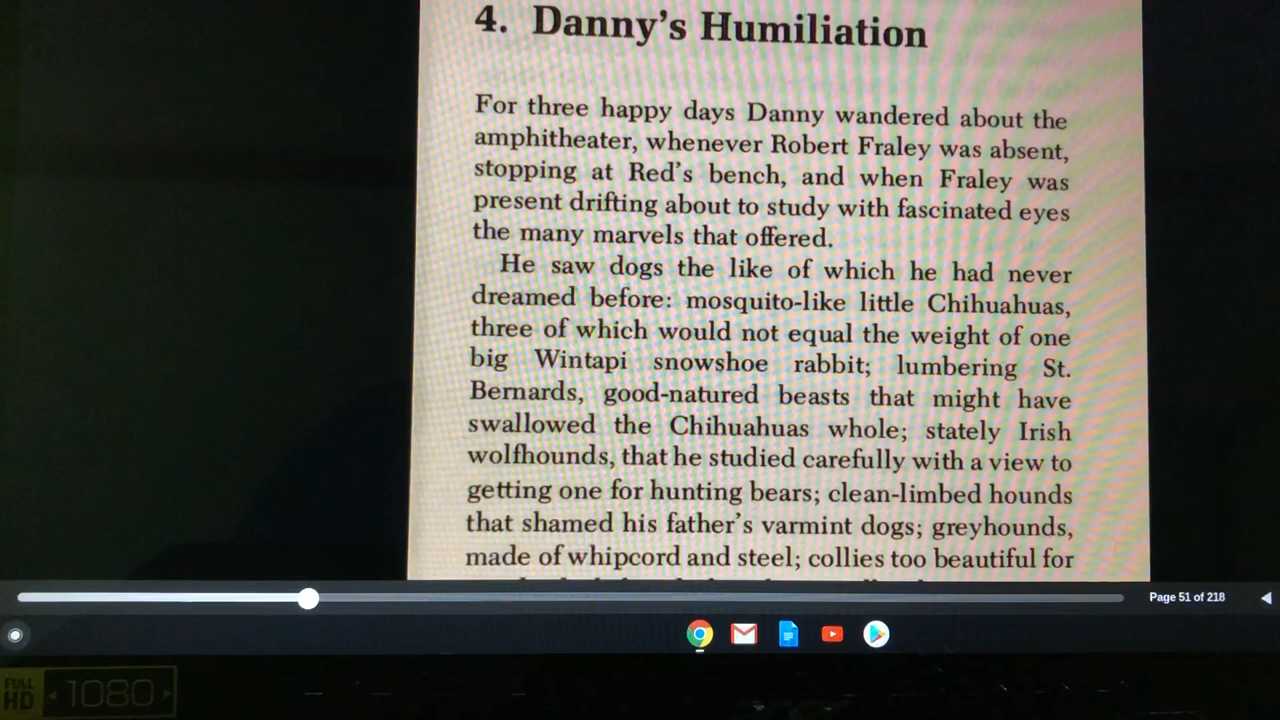 4. Danny’s Humiliation
For three happy days Danny wandered about the
amphitheater, whenever Robert Fraley was absent,
stopping at Red’s bench, and when Fraley was
present drifting about to study with fascinated eyes
the many marvels that offered.
He saw dogs the like of which he had never
dreamed before: mosquito-like little Chihuahuas,
three of which would not equal the weight of one
big Wintapi snowshoe rabbit; lumbering St.
Bernards, good-natured beasts that might have
swallowed the Chihuahuas whole; stately Irish
wolfhounds, that he studied carefully with a view to
getting one for hunting bears; clean-limbed hounds
that shamed his father’s varmint dogs; greyhounds,
made of whipcord and steel; collies too beautiful for
Page 51 of 218
FULL HD 1080